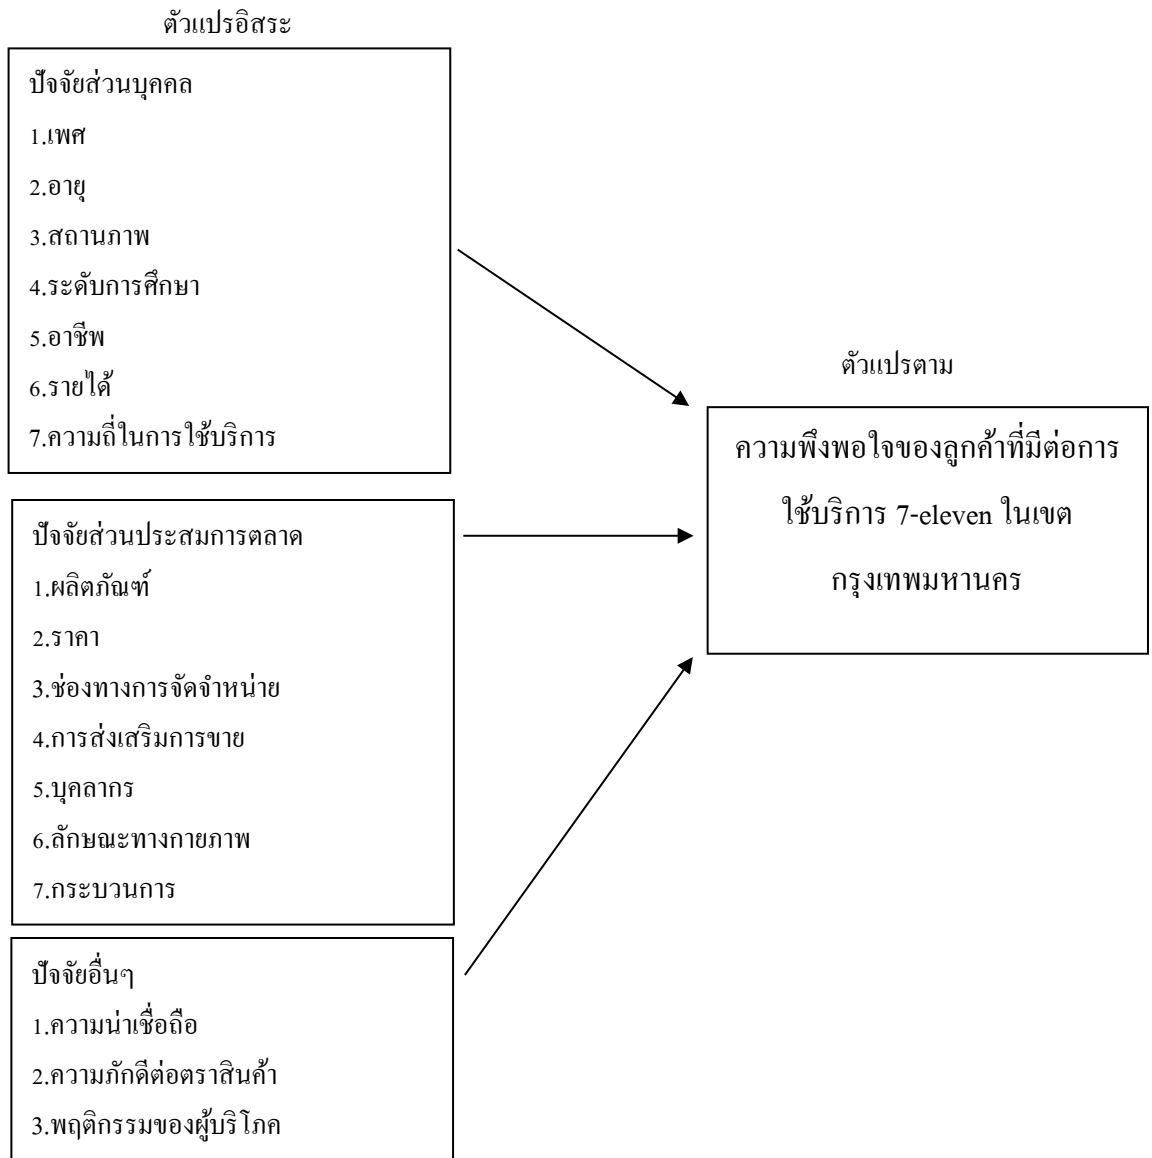 ตัวแปรอิสระ
ปัจจัยส่วนบุคคล
1.เพศ
2.อายุ
3.สถานภาพ
4.ระดับการศึกษา
5.อาชีพ
6.รายได้
7.ความถี่ในการใช้บริการ
ปัจจัยส่วนประสมการตลาด
1.ผลิตภัณฑ์
2.ราคา
3.ช่องทางการจัดจำหน่าย
4.การส่งเสริมการขาย
5.บุคลากร
6.ลักษณะทางกายภาพ
7.กระบวนการ
ปัจจัยอื่นๆ
1.ความน่าเชื่อถือ
2.ความภักดีต่อตราสินค้า
3.พฤติกรรมของผู้บริโภค
ตัวแปรตาม
ความพึงพอใจของลูกค้าที่มีต่อการ
ใช้บริการ 7-eleven ในเขต
กรุงเทพมหานคร